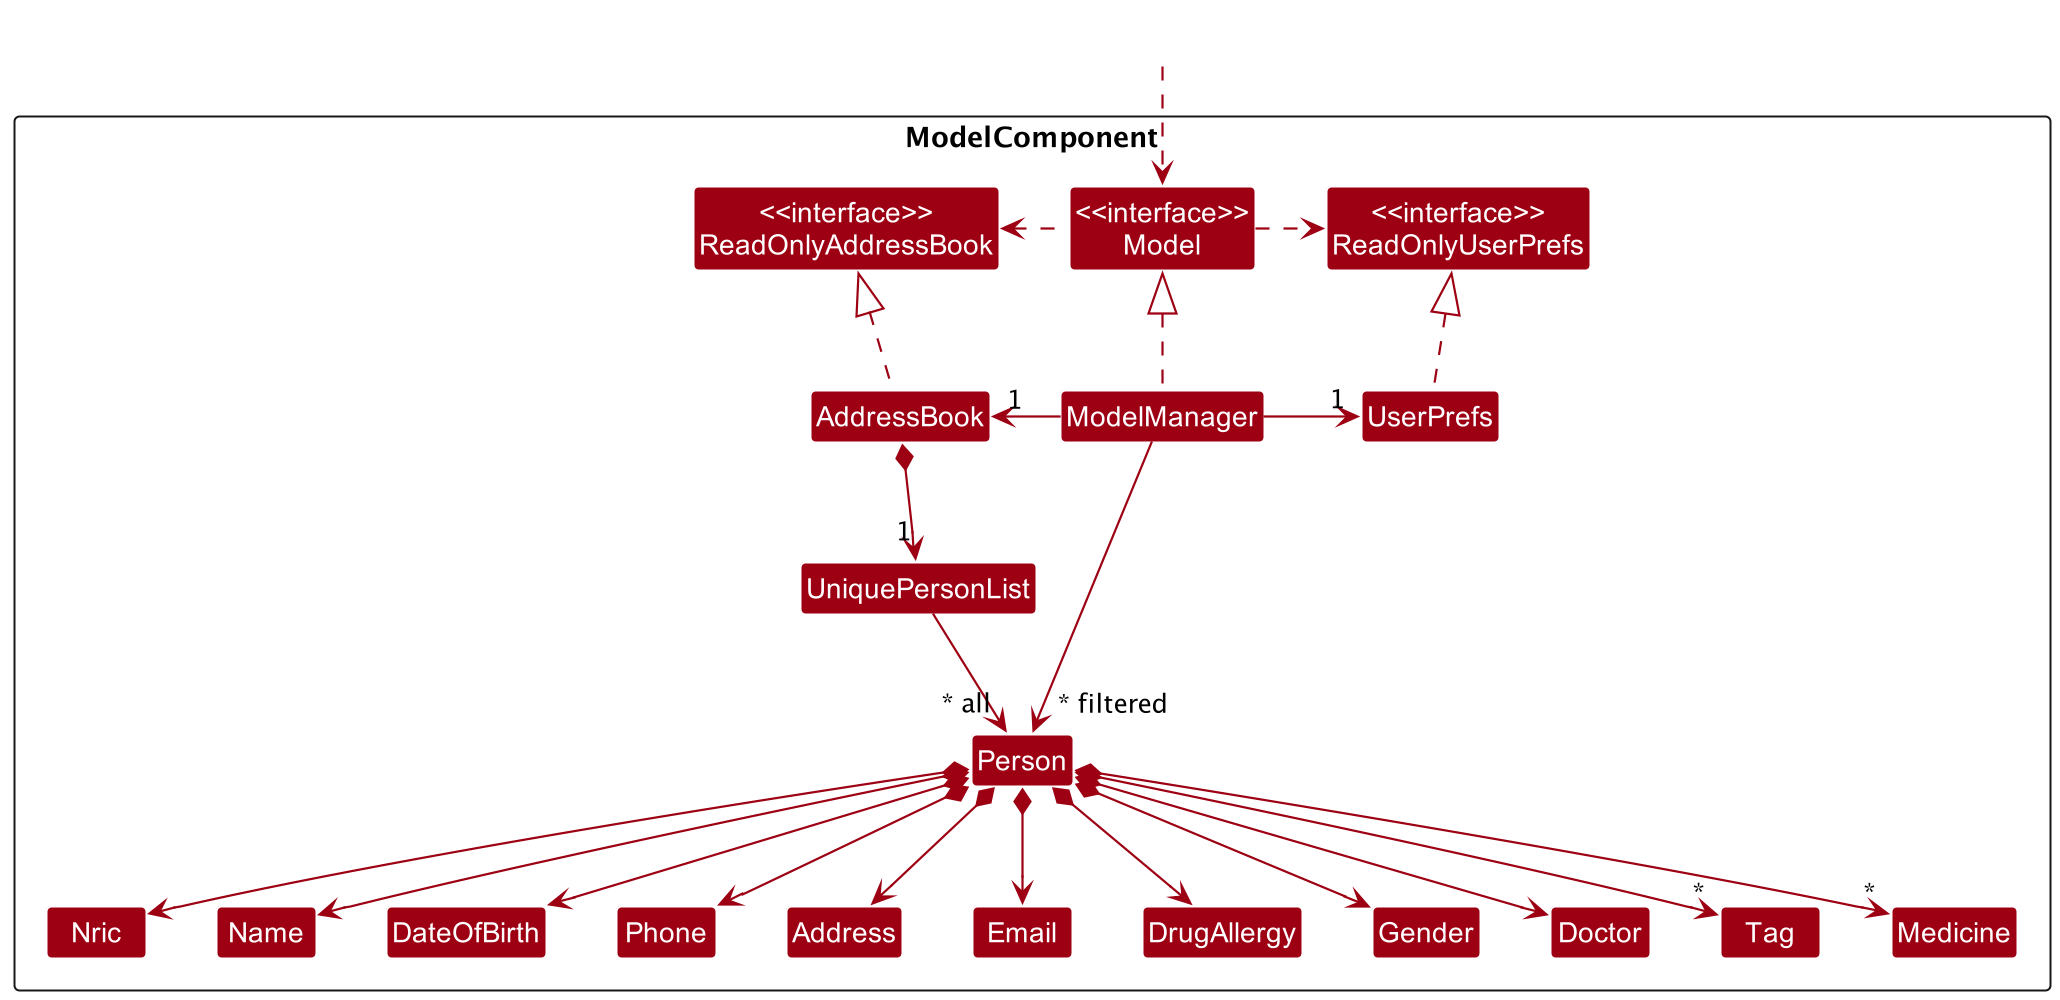 ModelComponent
<<interface>>
ReadOnlyAddressBook
<<interface>>
Model
<<interface>>
ReadOnlyUserPrefs
AddressBook
1
ModelManager
1
UserPrefs
1
UniquePersonList
* all
* filtered
Person
*
*
Nric
Name
DateOfBirth
Phone
Address
Email
DrugAllergy
Gender
Doctor
Tag
Medicine